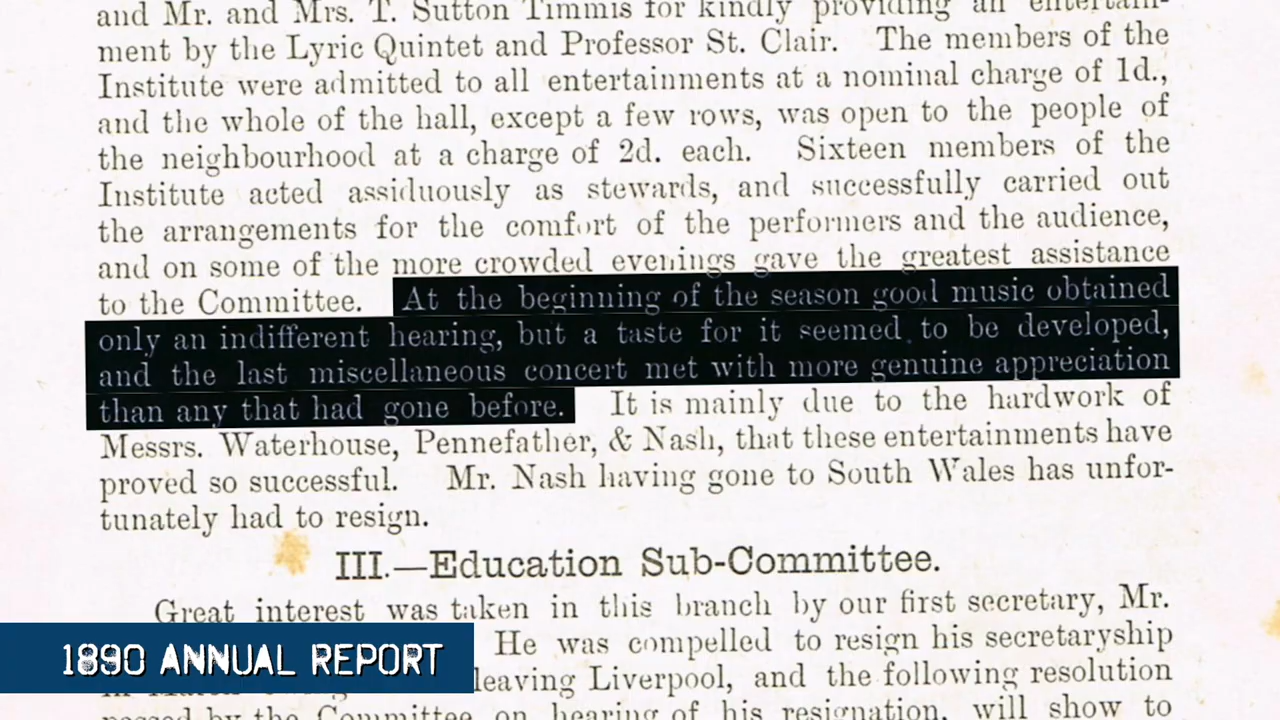 and Mr. and Mrs. T. Sutton Timmis for kindly providing an entertain-
ment by the Lyric Quintet and Professor St. Clair. The members of the
Institute were admitted to all entertainments at a nominal charge of 1d.,
and the whole of the hall, except a few rows, was open to the people of
the neighbourhood at a charge of 2d. each. Sixteen members of the
Institute acted assiduously as stewards, and successfully carried out
the arrangements for the comfort of the performers and the audience,
and on some of the more crowded evenings gave the greatest assistance
to the Committee. At the beginning of the season good music obtained
only an indifferent hearing, but a taste for it seemed to be developed,
and the last miscellaneous concert met with more genuine appreciation
than any that had gone before. It is mainly due to the hardwork of
Messrs. Waterhouse, Pennefather, & Nash, that these entertainments have
proved so successful. Mr. Nash having gone to South Wales has unfor-
tunately had to resign.
III.—Education Sub-Committee.
Great interest was taken in this branch by our first secretary, Mr.
He was compelled to resign his secretaryship
leaving Liverpool, and the following resolution
passed by the Committee on hearing of his resignation, will show to
1890 ANNUAL REPORT